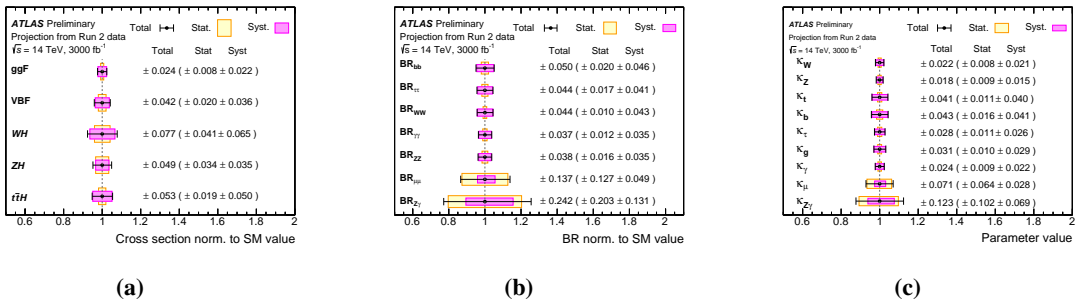 ATLAS Preliminary
Projection from Run 2 data
√s = 14 TeV, 3000 fb⁻¹
Total Stat. Syst.
Total Stat Syst
ggF ± 0.024 ( ± 0.008 ± 0.022 )
VBF ± 0.042 ( ± 0.020 ± 0.036 )
WH ± 0.077 ( ± 0.041 ± 0.065 )
ZH ± 0.049 ( ± 0.034 ± 0.035 )
tt̄H ± 0.053 ( ± 0.019 ± 0.050 )
0.6 0.8 1 1.2 1.4 1.6 1.8 2
Cross section norm. to SM value
(a)
ATLAS Preliminary
Projection from Run 2 data
√s = 14 TeV, 3000 fb⁻¹
Total Stat. Syst.
Total Stat Syst
BRbb ± 0.050 ( ± 0.020 ± 0.046 )
BRττ ± 0.044 ( ± 0.017 ± 0.041 )
BRWW ± 0.044 ( ± 0.010 ± 0.043 )
BRγγ ± 0.037 ( ± 0.012 ± 0.035 )
BRZZ ± 0.038 ( ± 0.016 ± 0.035 )
BRμμ ± 0.137 ( ± 0.127 ± 0.049 )
BRZγ ± 0.242 ( ± 0.203 ± 0.131 )
0.6 0.8 1 1.2 1.4 1.6 1.8 2
BR norm. to SM value
(b)
ATLAS Preliminary
Projection from Run 2 data
√s = 14 TeV, 3000 fb⁻¹
Total Stat. Syst.
Total Stat Syst
κW ± 0.022 ( ± 0.008 ± 0.021 )
κZ ± 0.018 ( ± 0.009 ± 0.015 )
κt ± 0.041 ( ± 0.011 ± 0.040 )
κb ± 0.043 ( ± 0.016 ± 0.041 )
κτ ± 0.028 ( ± 0.011 ± 0.026 )
κg ± 0.031 ( ± 0.010 ± 0.029 )
κγ ± 0.024 ( ± 0.009 ± 0.022 )
κμ ± 0.071 ( ± 0.064 ± 0.028 )
κZγ ± 0.123 ( ± 0.102 ± 0.069 )
0.6 0.8 1 1.2 1.4 1.6 1.8 2
Parameter value
(c)